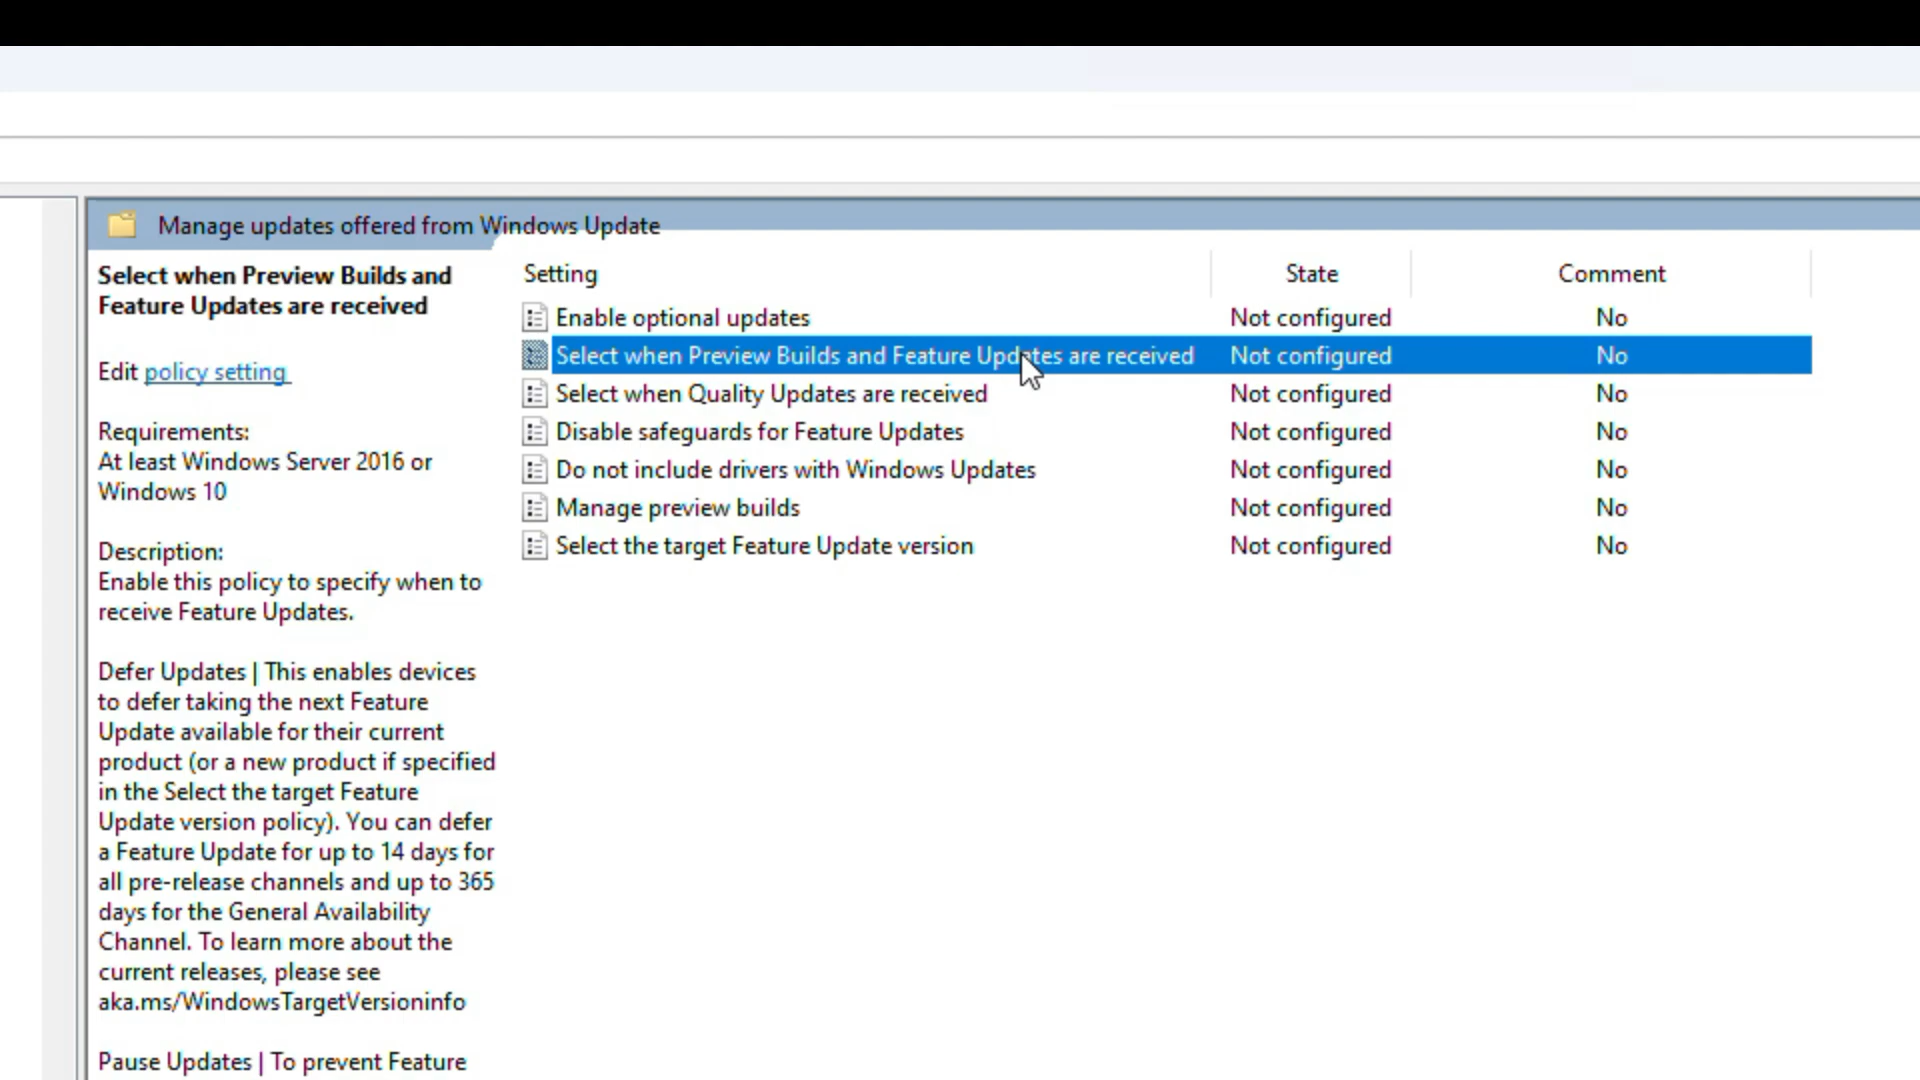 Manage updates offered from Windows Update
Select when Preview Builds and
Feature Updates are received
Edit policy setting
Requirements:
At least Windows Server 2016 or
Windows 10
Description:
Enable this policy to specify when to
receive Feature Updates.
Defer Updates | This enables devices
to defer taking the next Feature
Update available for their current
product (or a new product if specified
in the Select the target Feature
Update version policy). You can defer
a Feature Update for up to 14 days for
all pre-release channels and up to 365
days for the General Availability
Channel. To learn more about the
current releases, please see
aka.ms/WindowsTargetVersioninfo
Pause Updates | To prevent Feature
Setting State Comment
Enable optional updates Not configured No
Select when Preview Builds and Feature Updates are received Not configured No
Select when Quality Updates are received Not configured No
Disable safeguards for Feature Updates Not configured No
Do not include drivers with Windows Updates Not configured No
Manage preview builds Not configured No
Select the target Feature Update version Not configured No